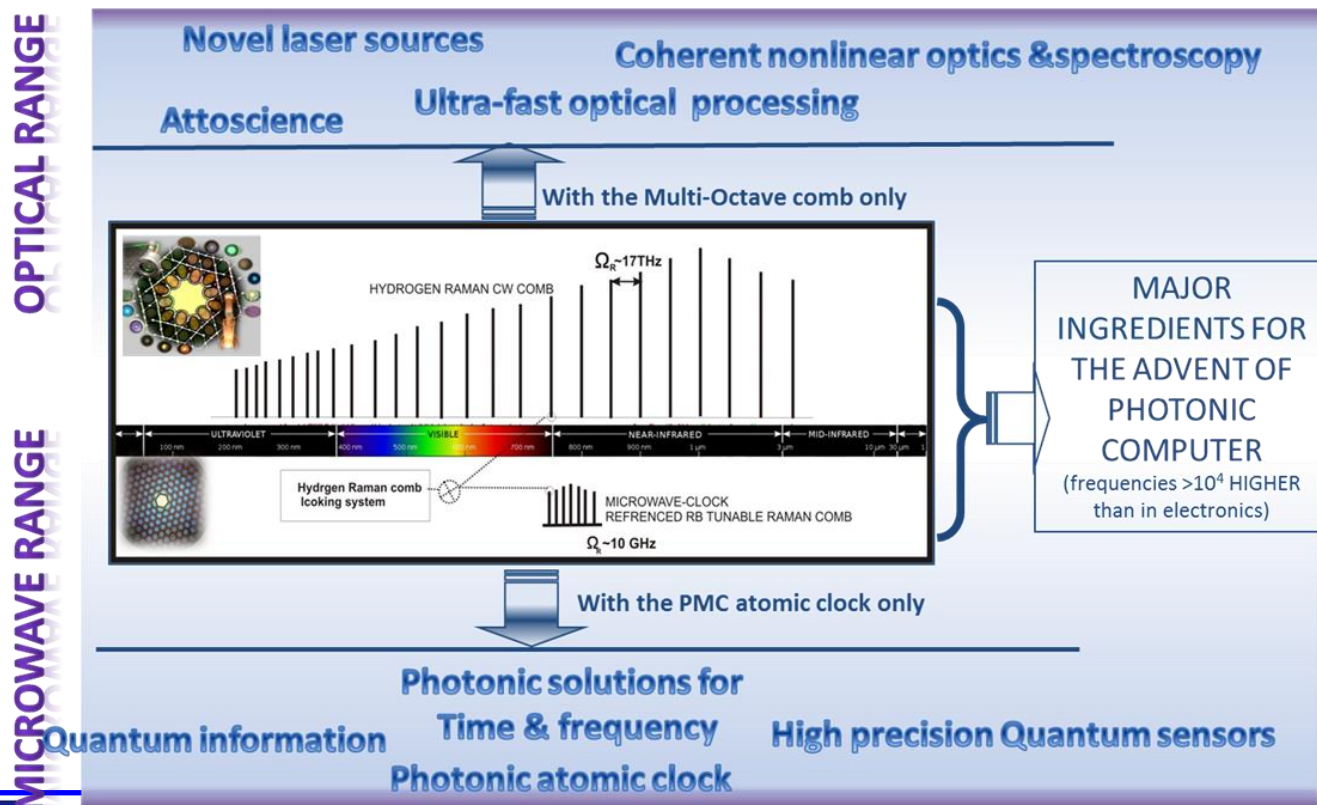 OPTICAL RANGE
MICROWAVE RANGE
Novel laser sources
Coherent nonlinear optics &spectroscopy
Ultra-fast optical processing
Attoscience
With the Multi-Octave comb only
HYDROGEN RAMAN CW COMB
Ω_R~17THz
ULTRAVIOLET
VISIBLE
NEAR-INFRARED
MID-INFRARED
100 nm
200 nm
300 nm
400 nm
500 nm
600 nm
700 nm
800 nm
900 nm
1 µm
3 µm
10 µm
30 µm
Hydrgen Raman comb
lcoking system
MICROWAVE-CLOCK
REFRENCED RB TUNABLE RAMAN COMB
Ω_R~10 GHz
MAJOR
INGREDIENTS FOR
THE ADVENT OF
PHOTONIC
COMPUTER
(frequencies >10⁴ HIGHER
than in electronics)
With the PMC atomic clock only
Photonic solutions for
Time & frequency
Quantum information
High precision Quantum sensors
Photonic atomic clock